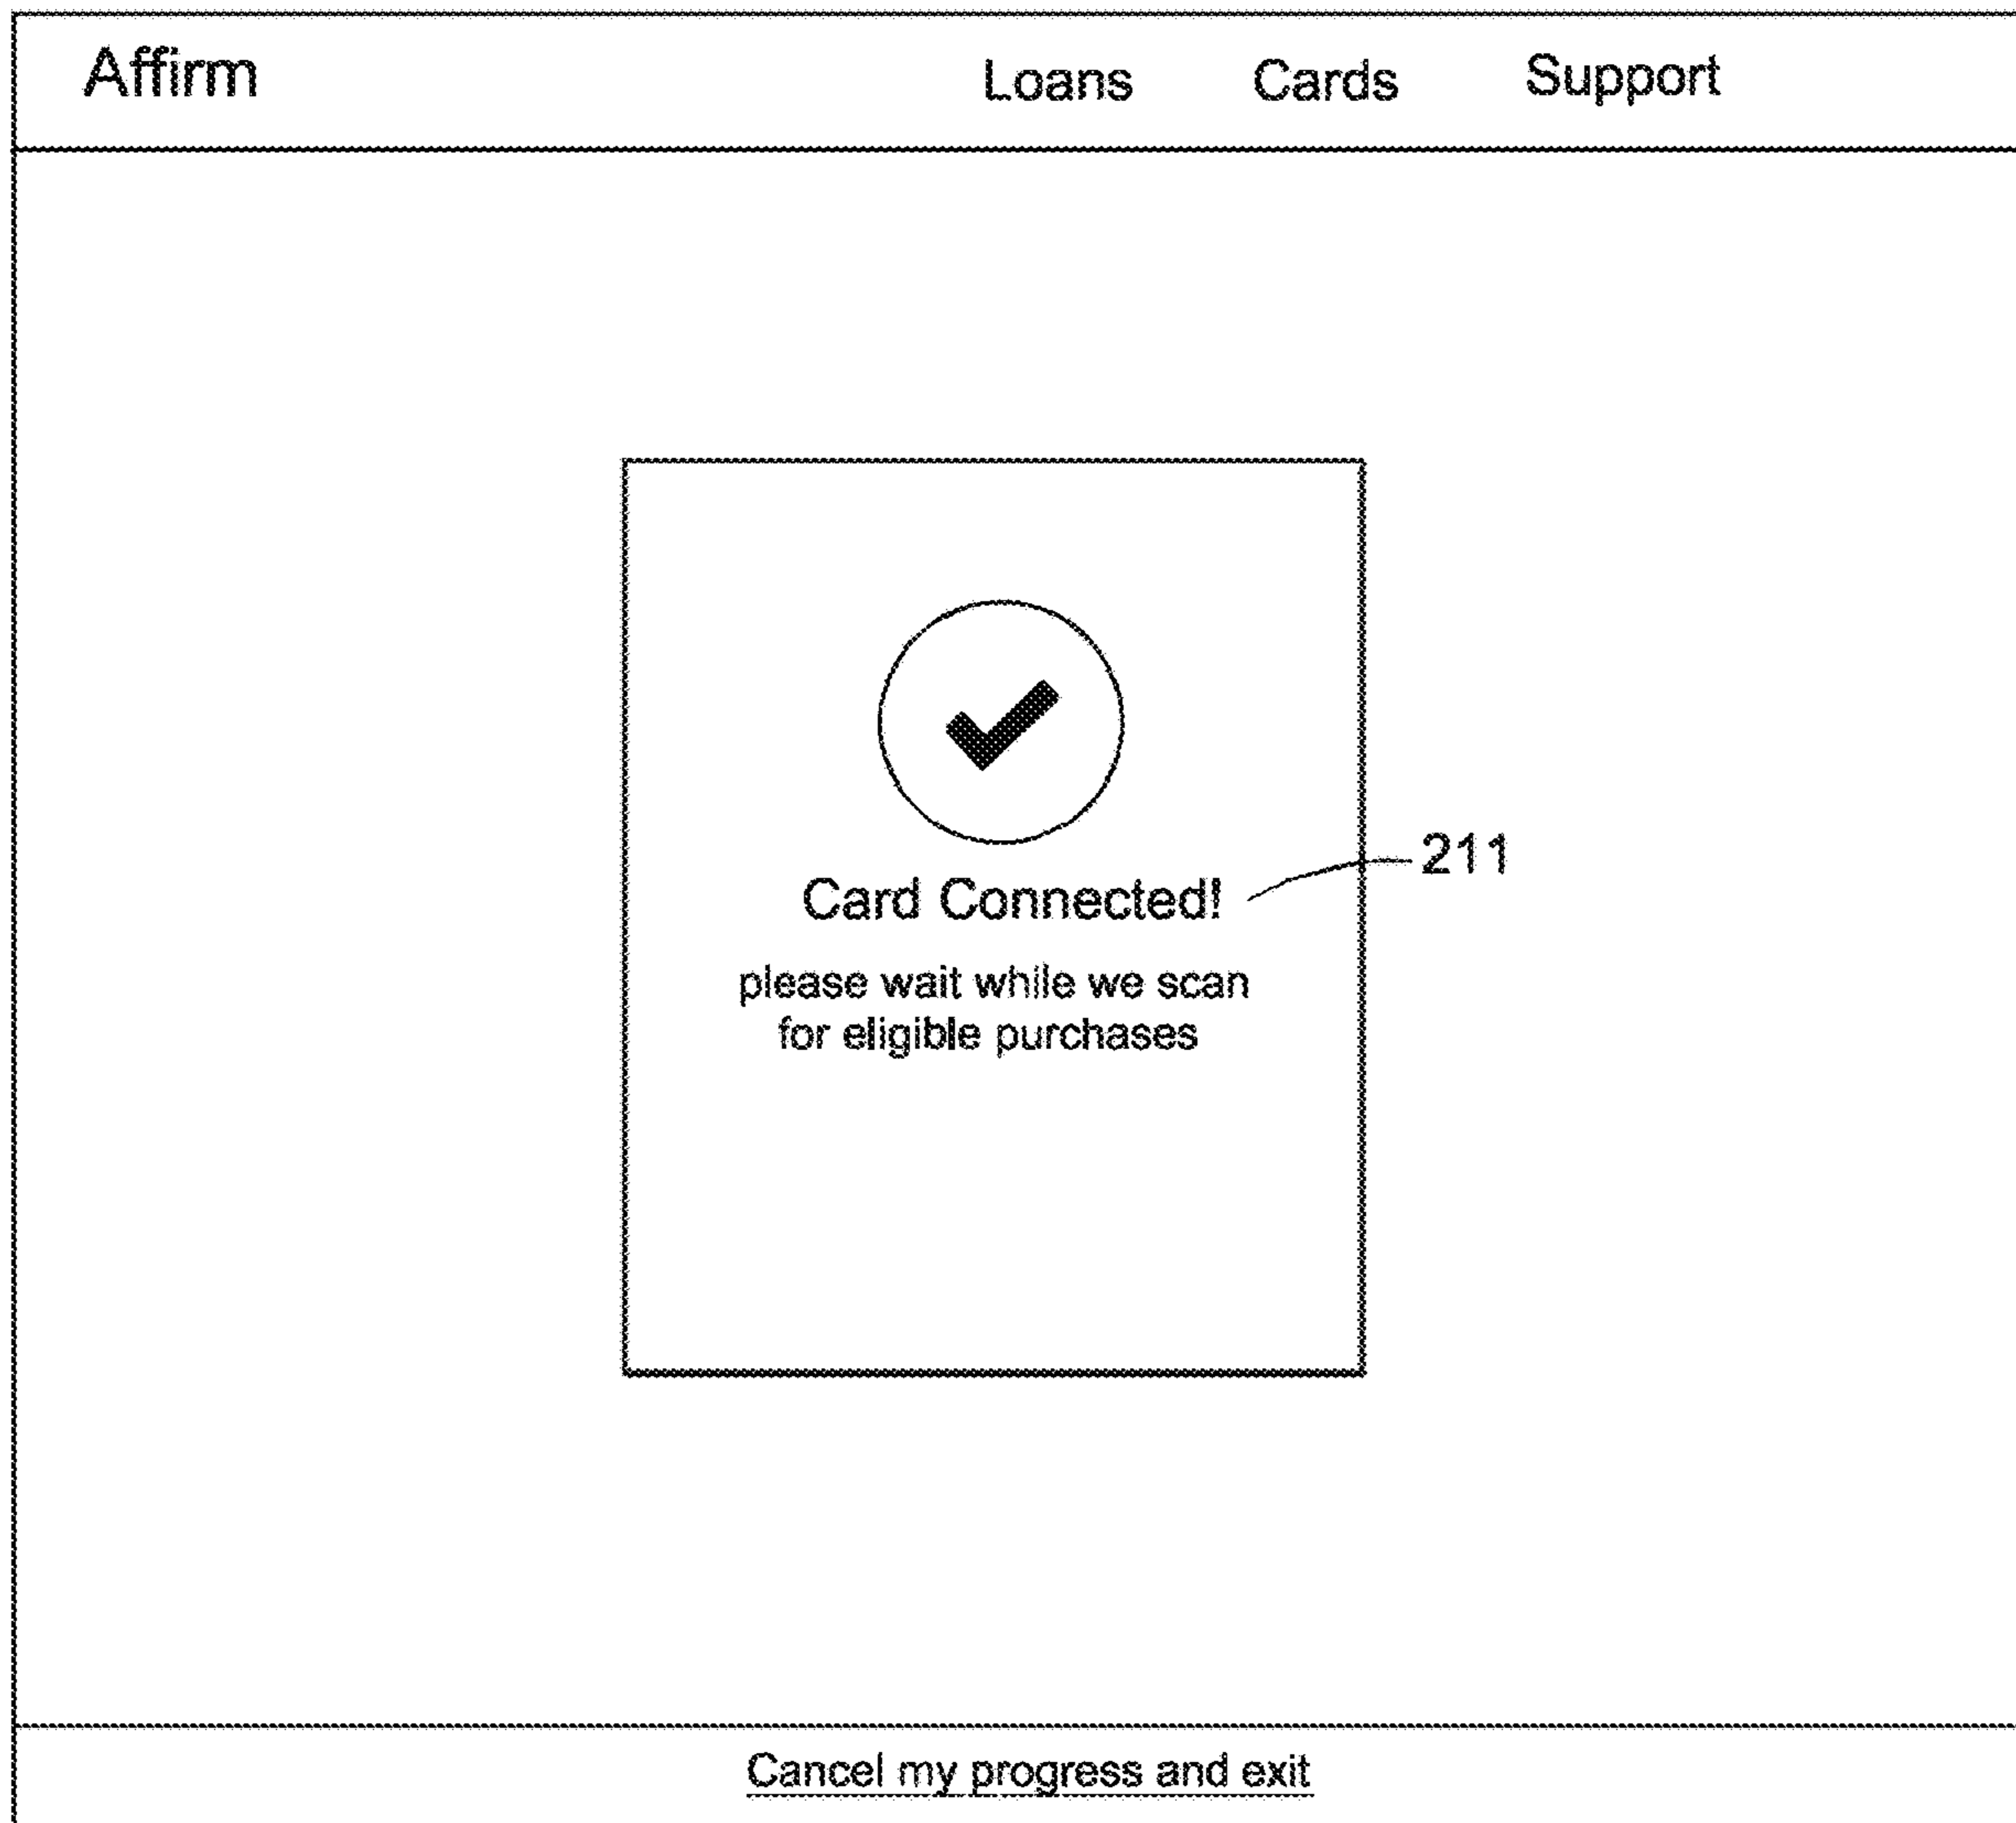 Affirm Loans Cards Support
Card Connected!
211
please wait while we scan
for eligible purchases
Cancel my progress and exit